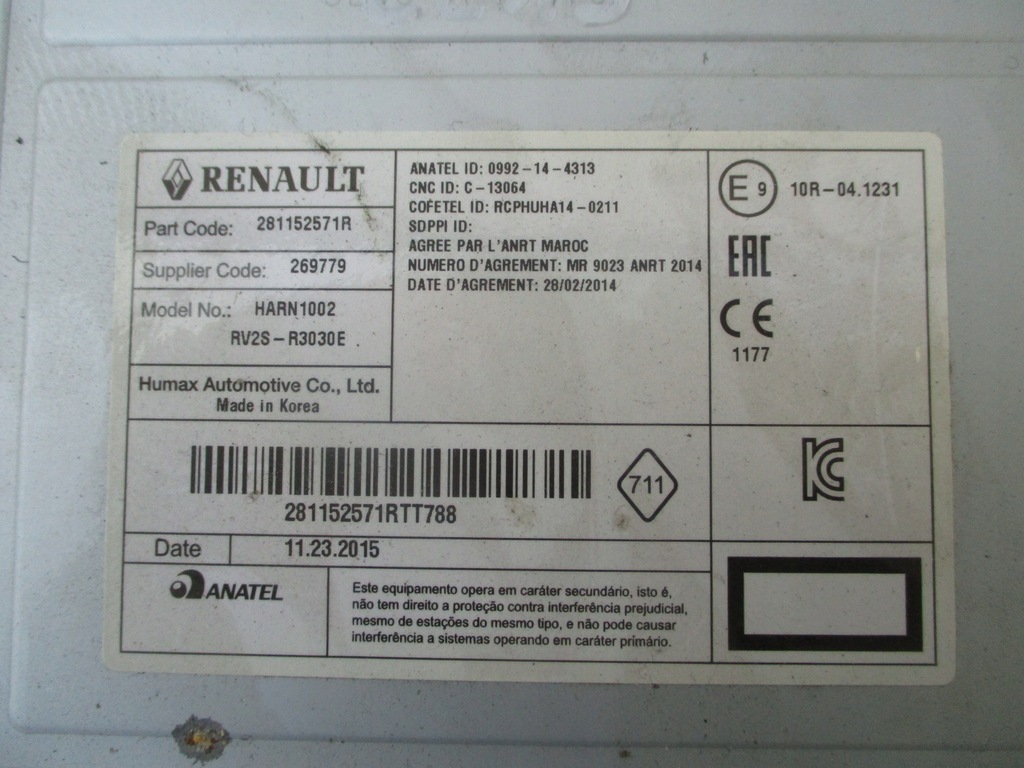 RENAULT
Part Code: 281152571R
Supplier Code: 269779
Model No.: HARN1002
RV2S-R3030E
Humax Automotive Co., Ltd.
Made in Korea
ANATEL ID: 0992-14-4313
CNC ID: C-13064
COFETEL ID: RCPHUHA14-0211
SDPPI ID:
AGREE PAR L'ANRT MAROC
NUMERO D'AGREMENT: MR 9023 ANRT 2014
DATE D'AGREMENT: 28/02/2014
E9 10R-04.1231
EAC
CE
1177
281152571RTT788
711
KC
Date 11.23.2015
ANATEL
Este equipamento opera em caráter secundário, isto é,
não tem direito a proteção contra interferência prejudicial,
mesmo de estações do mesmo tipo, e não pode causar
interferência a sistemas operando em caráter primário.